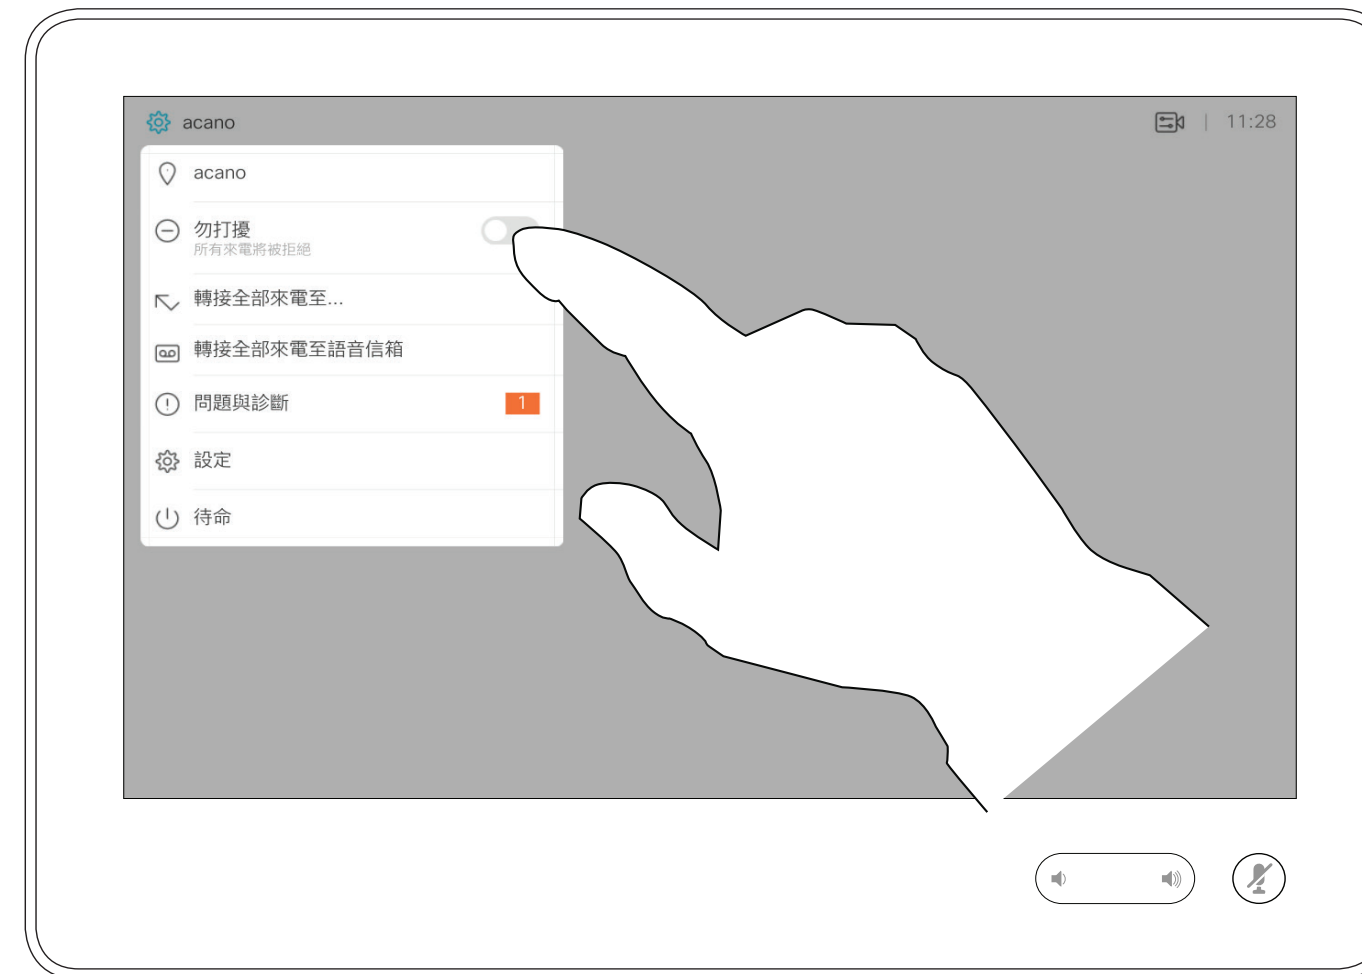 acano
11:28
acano
勿打擾
所有來電將被拒絕
轉接全部來電至...
轉接全部來電至語音信箱
問題與診斷
1
設定
待命